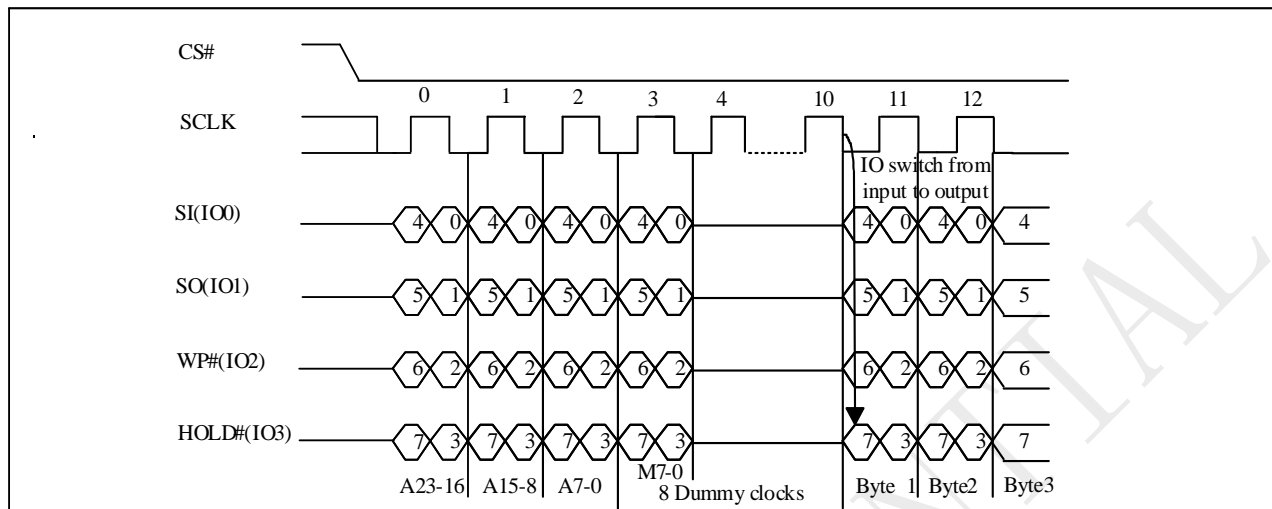 CS#
0 1 2 3 4 10 11 12
SCLK
IO switch from
input to output
SI(IO0) 4 0 4 0 4 0 4 0 4 0 4 0 4
SO(IO1) 5 1 5 1 5 1 5 1 5 1 5 1 5
WP#(IO2) 6 2 6 2 6 2 6 2 6 2 6 2 6
HOLD#(IO3) 7 3 7 3 7 3 7 3 7 3 7 3 7
A23-16 A15-8 A7-0 M7-0 Byte 1 Byte2 Byte3
8 Dummy clocks
NTIAL